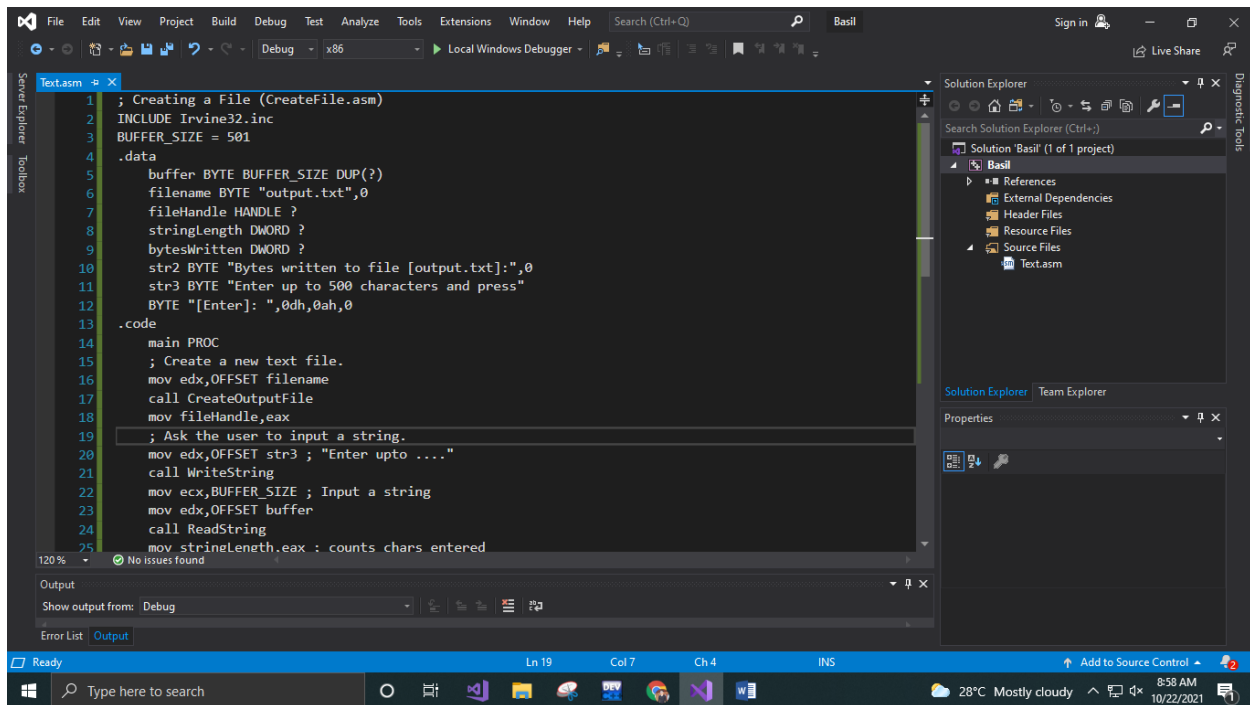 File Edit View Project Build Debug Test Analyze Tools Extensions Window Help Search (Ctrl+Q) Basil Sign in
Debug x86 Local Windows Debugger Live Share
Server Explorer
Toolbox
Text.asm
1 ; Creating a File (CreateFile.asm)
2 INCLUDE Irvine32.inc
3 BUFFER_SIZE = 501
4 .data
5 buffer BYTE BUFFER_SIZE DUP(?)
6 filename BYTE "output.txt",0
7 fileHandle HANDLE ?
8 stringLength DWORD ?
9 bytesWritten DWORD ?
10 str2 BYTE "Bytes written to file [output.txt]:",0
11 str3 BYTE "Enter up to 500 characters and press"
12 BYTE "[Enter]: ",0dh,0ah,0
13 .code
14 main PROC
15 ; Create a new text file.
16 mov edx,OFFSET filename
17 call CreateOutputFile
18 mov fileHandle,eax
19 ; Ask the user to input a string.
20 mov edx,OFFSET str3 ; "Enter upto ...."
21 call WriteString
22 mov ecx,BUFFER_SIZE ; Input a string
23 mov edx,OFFSET buffer
24 call ReadString
25 mov stringLength,eax ; counts chars entered
120 % No issues found
Output
Show output from: Debug
Error List Output
Solution Explorer
Search Solution Explorer (Ctrl+;)
Solution 'Basil' (1 of 1 project)
Basil
References
External Dependencies
Header Files
Resource Files
Source Files
Text.asm
Solution Explorer Team Explorer
Properties
Diagnostic Tools
Ready Ln 19 Col 7 Ch 4 INS Add to Source Control 2
Type here to search DEV W 28°C Mostly cloudy 8:58 AM
10/22/2021 1